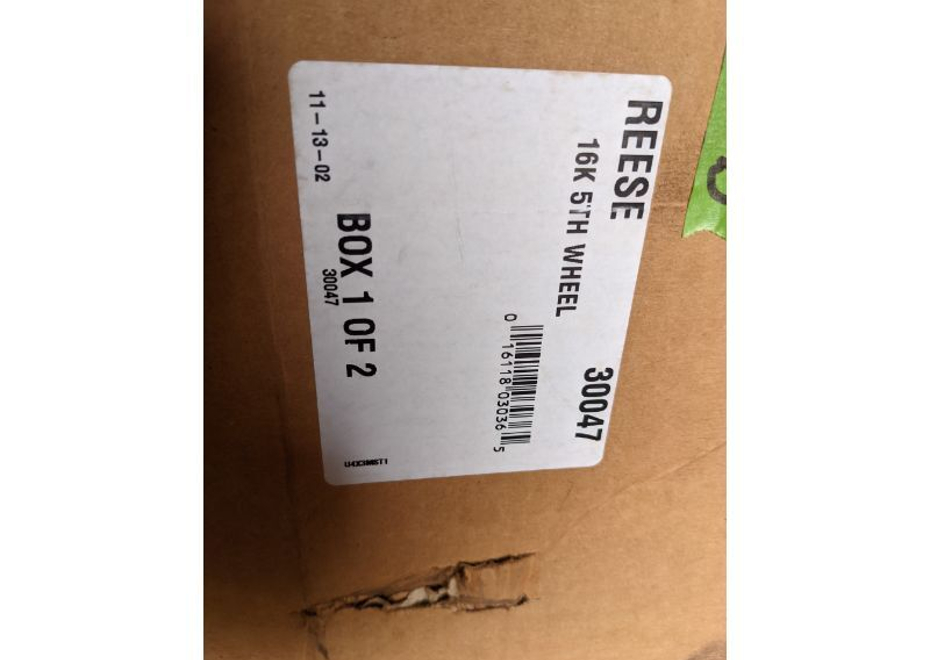 REESE
30047
16K 5TH WHEEL
0 16118 03036 5
BOX 1 OF 2
30047
11-13-02